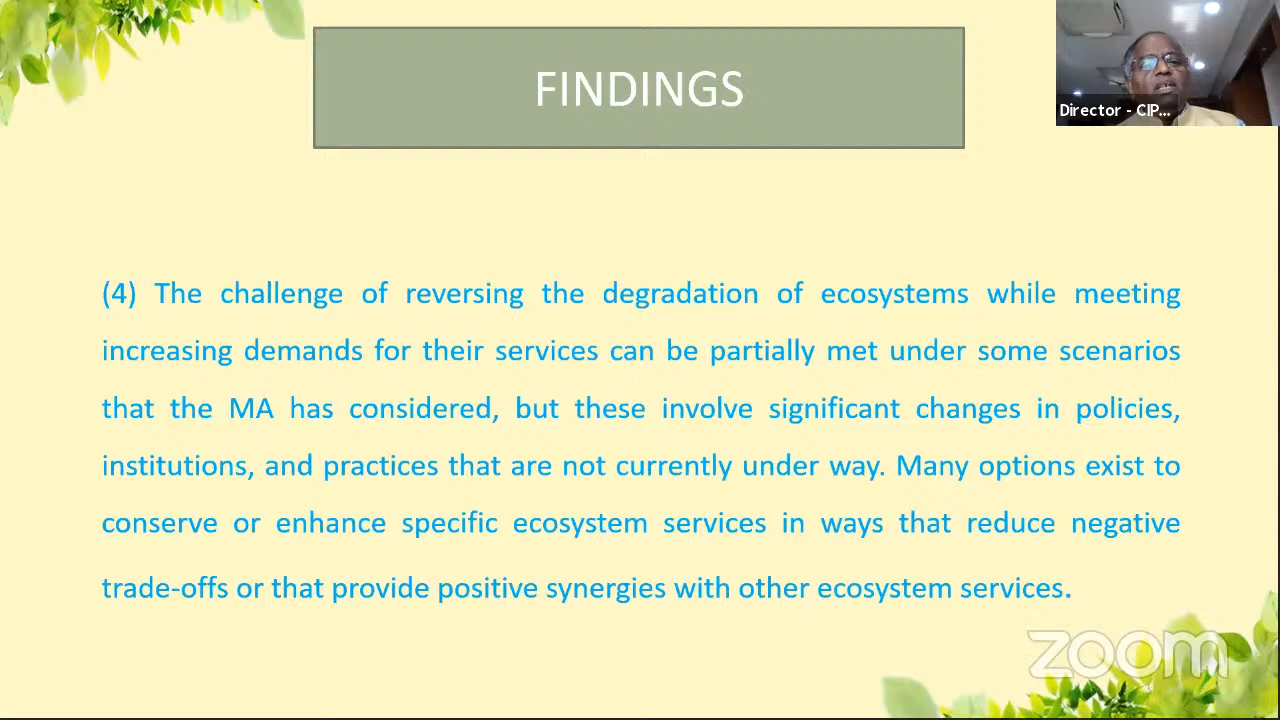 FINDINGS
Director - CIP...
(4) The challenge of reversing the degradation of ecosystems while meeting
increasing demands for their services can be partially met under some scenarios
that the MA has considered, but these involve significant changes in policies,
institutions, and practices that are not currently under way. Many options exist to
conserve or enhance specific ecosystem services in ways that reduce negative
trade-offs or that provide positive synergies with other ecosystem services.
zoom